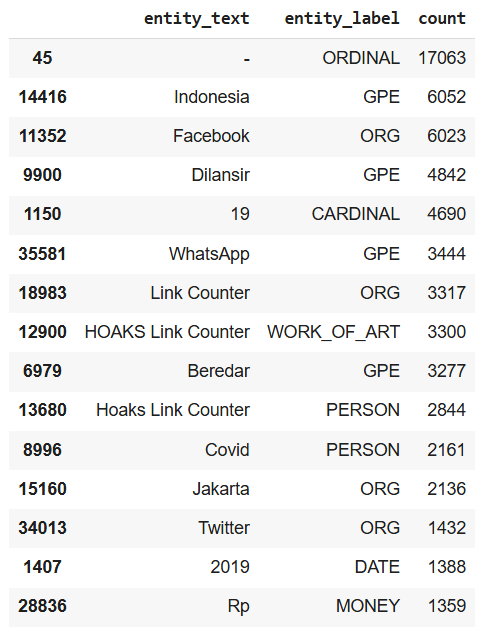 entity_text entity_label count
45 - ORDINAL 17063
14416 Indonesia GPE 6052
11352 Facebook ORG 6023
9900 Dilansir GPE 4842
1150 19 CARDINAL 4690
35581 WhatsApp GPE 3444
18983 Link Counter ORG 3317
12900 HOAKS Link Counter WORK_OF_ART 3300
6979 Beredar GPE 3277
13680 Hoaks Link Counter PERSON 2844
8996 Covid PERSON 2161
15160 Jakarta ORG 2136
34013 Twitter ORG 1432
1407 2019 DATE 1388
28836 Rp MONEY 1359